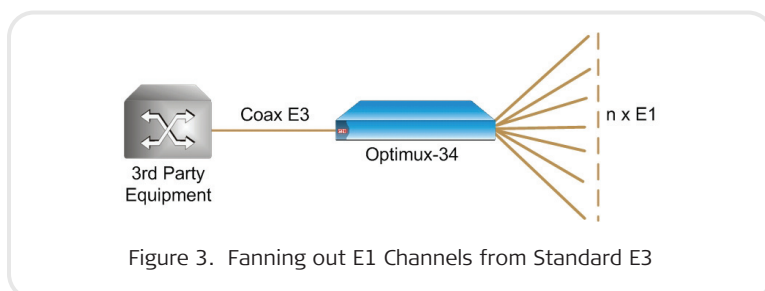 Coax E3
n x E1
Optimux-34
3rd Party
Equipment
Figure 3. Fanning out E1 Channels from Standard E3